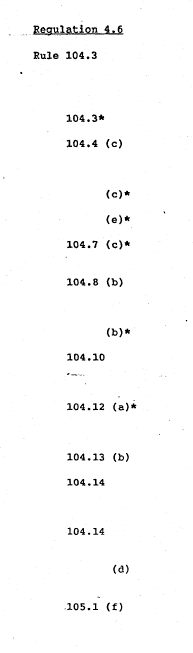 Regulation 4.6
Rule 104.3
104.3*
104.4 (c)
(c)*
(e)*
104.7 (c)*
104.8 (b)
(b)*
104.10
104.12 (a)*
104.13 (b)
104.14
104.14
(d)
105.1 (f)